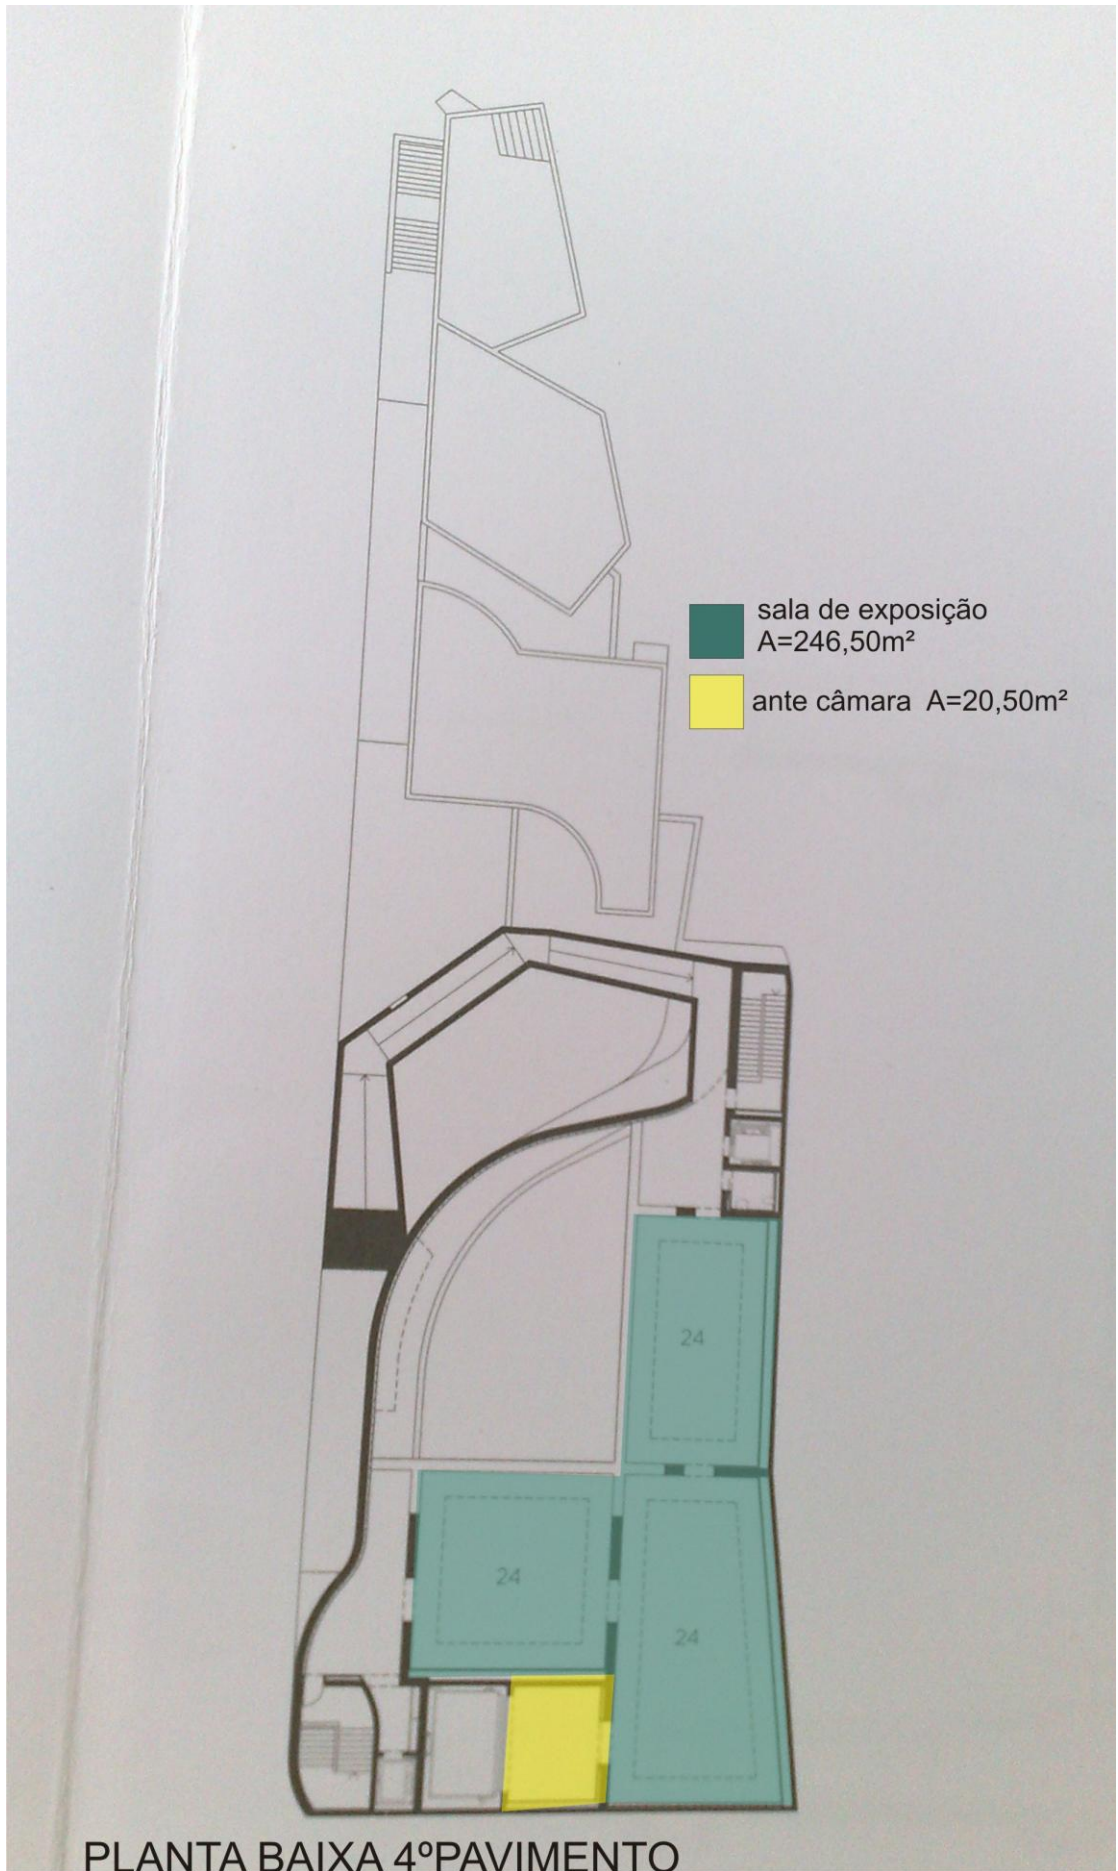 sala de exposição
A=246,50m²
ante câmara A=20,50m²
24
24
24
PLANTA BAIXA 4ºPAVIMENTO